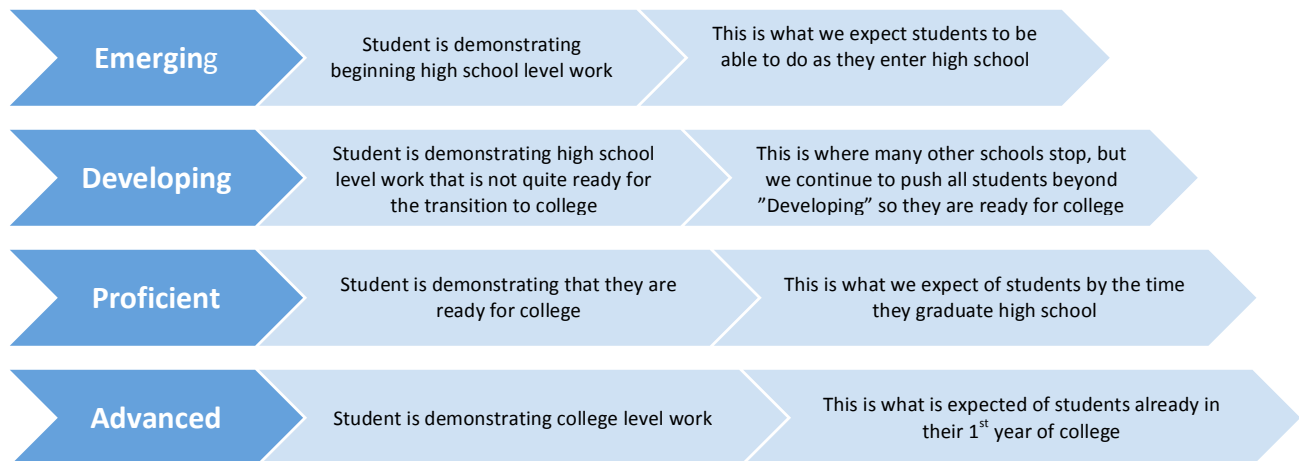 Emerging
Student is demonstrating
beginning high school level work
This is what we expect students to be
able to do as they enter high school
Developing
Student is demonstrating high school
level work that is not quite ready for
the transition to college
This is where many other schools stop, but
we continue to push all students beyond
”Developing” so they are ready for college
Proficient
Student is demonstrating that they are
ready for college
This is what we expect of students by the time
they graduate high school
Advanced
Student is demonstrating college level work
This is what is expected of students already in
their 1st year of college